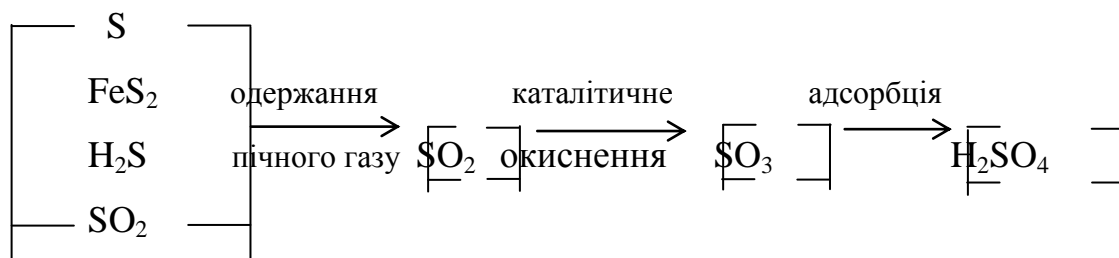 S
FeS₂ одержання каталітичне адсорбція
H₂S пічного газу SO₂ окиснення SO₃ H₂SO₄
SO₂